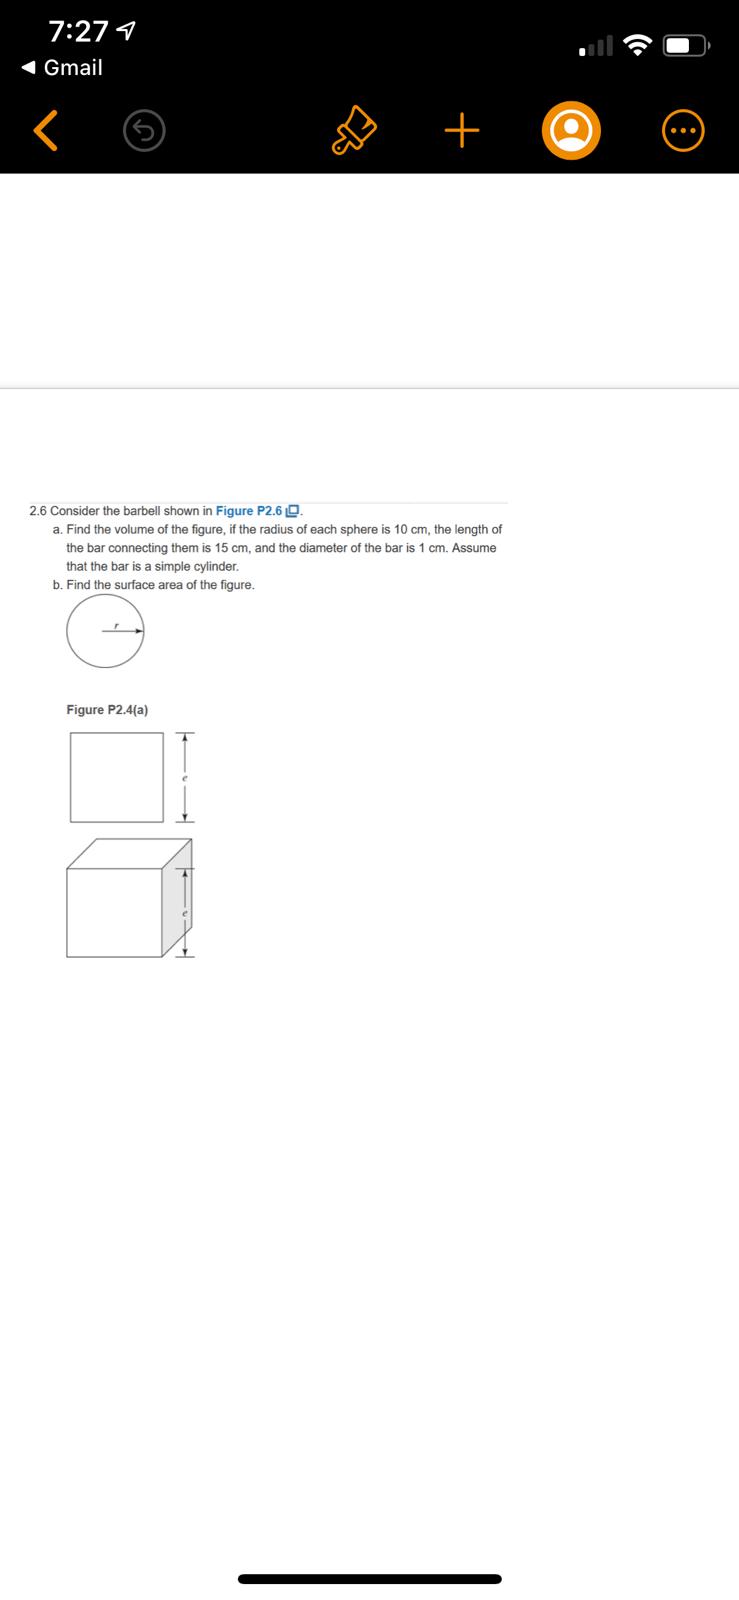 7:27
Gmail
2.6 Consider the barbell shown in Figure P2.6.
a. Find the volume of the figure, if the radius of each sphere is 10 cm, the length of
the bar connecting them is 15 cm, and the diameter of the bar is 1 cm. Assume
that the bar is a simple cylinder.
b. Find the surface area of the figure.
r
Figure P2.4(a)
e
e